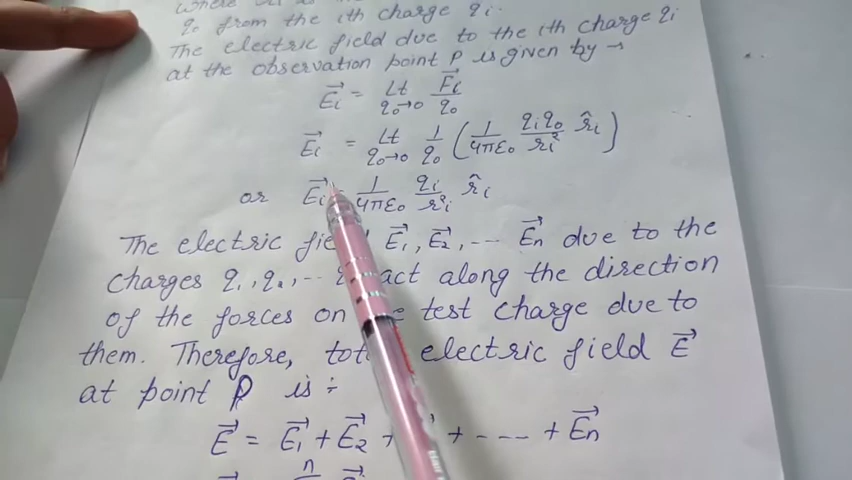 where
q₀ from the ith charge qᵢ.
The electric field due to the ith charge qᵢ
at the observation point P is given by →
E⃗ᵢ = Lt q₀→0 F⃗ᵢ/q₀
E⃗ᵢ = Lt q₀→0 1/q₀ (1/4πε₀ qᵢq₀/rᵢ² r̂ᵢ)
or E⃗ᵢ = 1/4πε₀ qᵢ/r²ᵢ r̂ᵢ
The electric E⃗₁, E⃗₂, ---- E⃗n due to the
charges q₁, q₂, -- act along the direction
of the forces on test charge due to
them. Therefore, electric field E⃗
at point P is ÷
E⃗ = E⃗₁ + E⃗₂ + + ---- + E⃗n
n